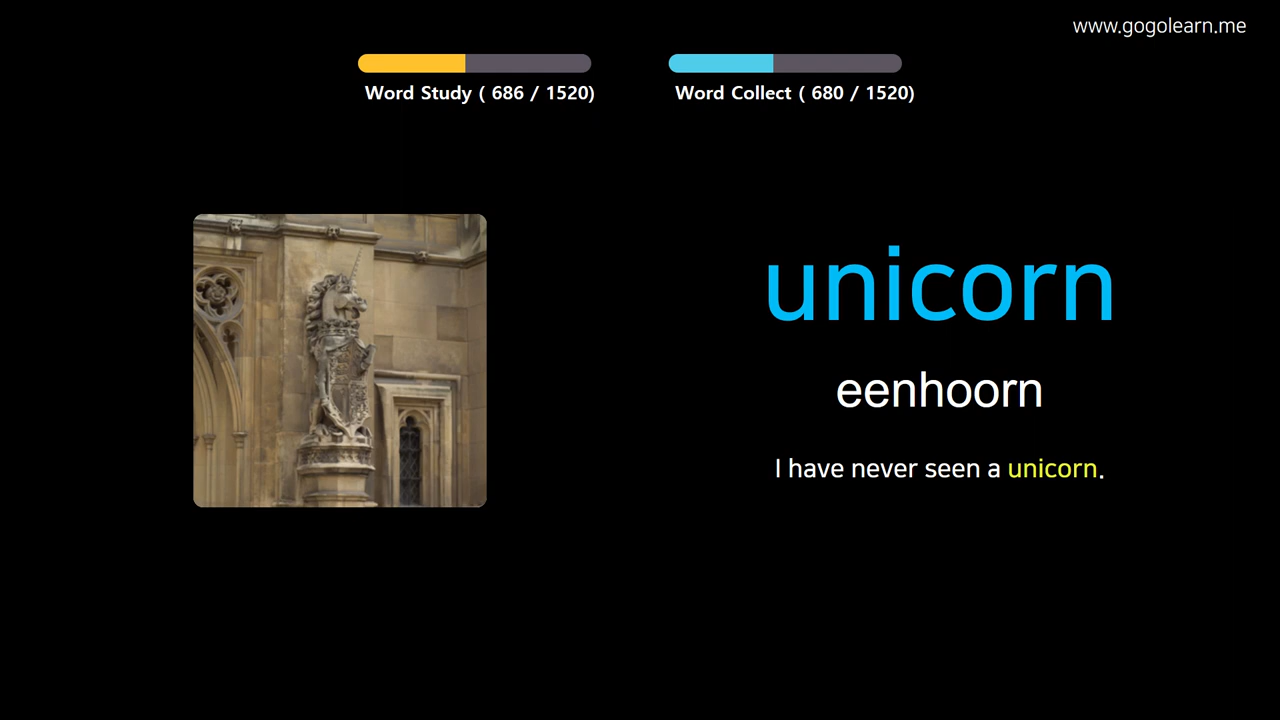 www.gogolearn.me
Word Study ( 686 / 1520)
Word Collect ( 680 / 1520)
unicorn
eenhoorn
I have never seen a unicorn.